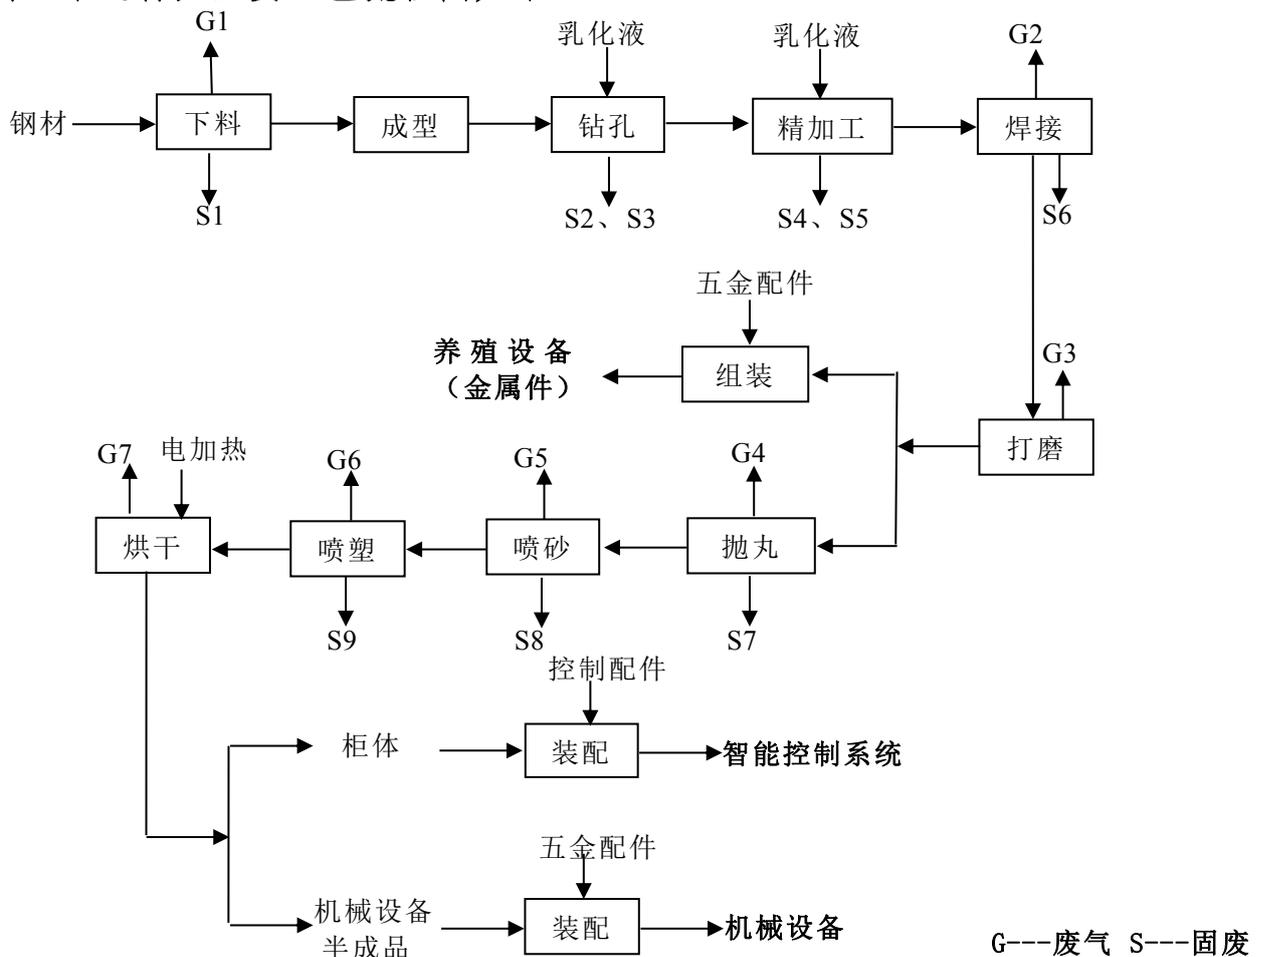 G1
乳化液
乳化液
G2
钢材
下料
成型
钻孔
精加工
焊接
S1
S2、S3
S4、S5
S6
五金配件
养殖设备
（金属件）
组装
G3
打磨
G7
电加热
G6
G5
G4
烘干
喷塑
喷砂
抛丸
S9
S8
S7
控制配件
柜体
装配
智能控制系统
五金配件
机械设备
半成品
装配
机械设备
G---废气 S---固废